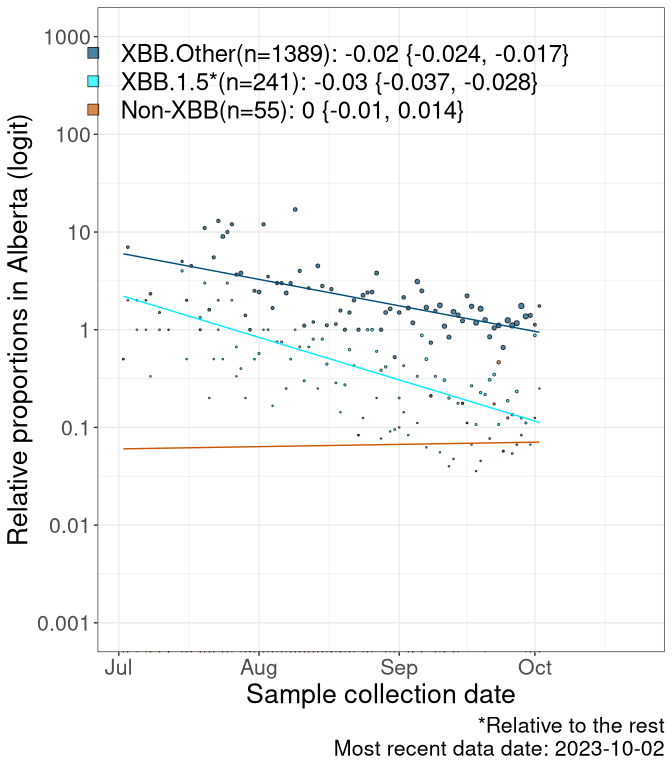 1000
XBB.Other(n=1389): -0.02 {-0.024, -0.017}
XBB.1.5*(n=241): -0.03 {-0.037, -0.028}
Non-XBB(n=55): 0 {-0.01, 0.014}
100
10
1
0.1
0.01
0.001
Relative proportions in Alberta (logit)
Jul Aug Sep Oct
Sample collection date
*Relative to the rest
Most recent data date: 2023-10-02